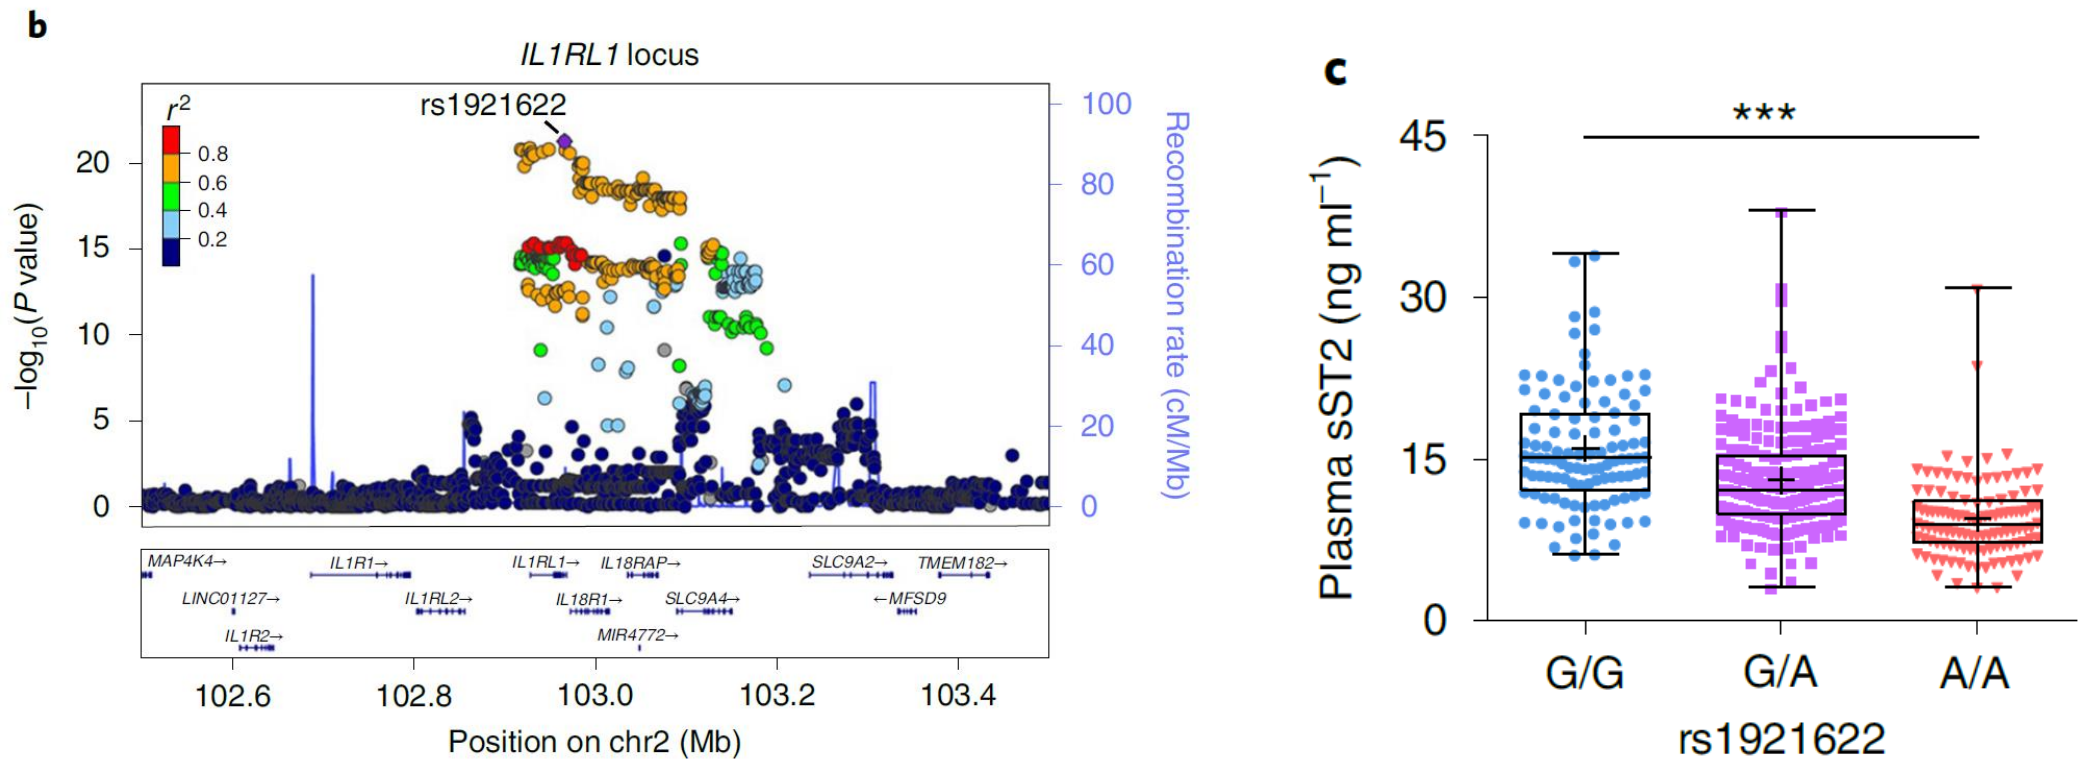 b
IL1RL1 locus
rs1921622
r²
0.8
0.6
0.4
0.2
–log₁₀(P value)
20
15
10
5
0
100
80
60
40
20
0
Recombination rate (cM/Mb)
MAP4K4→
IL1R1→
IL1RL1→
IL18RAP→
SLC9A2→
TMEM182→
LINC01127→
IL1RL2→
IL18R1→
SLC9A4→
←MFSD9
IL1R2→
MIR4772→
102.6
102.8
103.0
103.2
103.4
Position on chr2 (Mb)
c
***
Plasma sST2 (ng ml⁻¹)
45
30
15
0
G/G
G/A
A/A
rs1921622